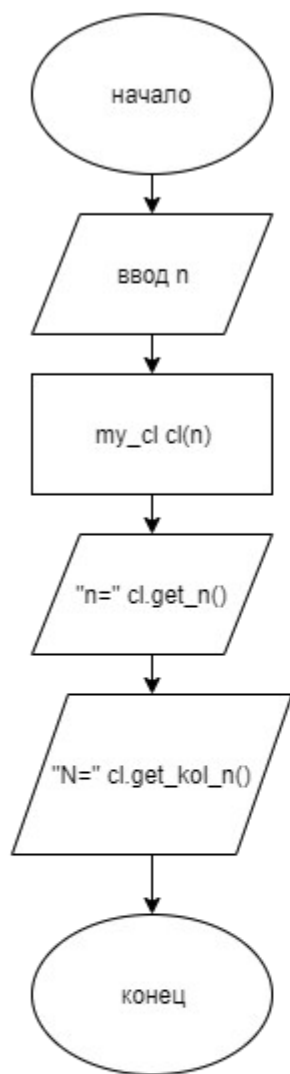 начало
ввод n
my_cl cl(n)
"n=" cl.get_n()
"N=" cl.get_kol_n()
конец